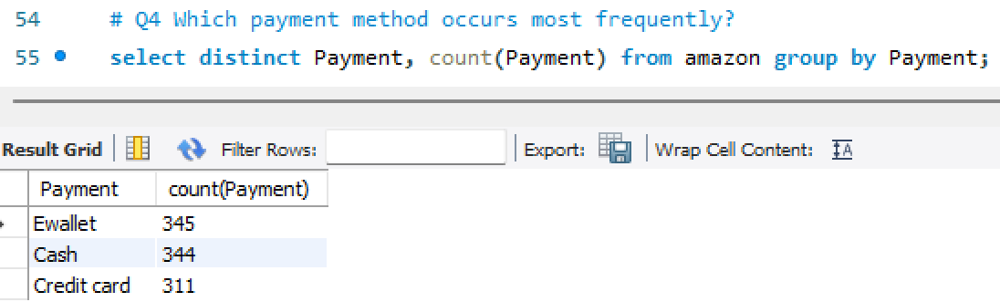 54 # Q4 Which payment method occurs most frequently?
55 select distinct Payment, count(Payment) from amazon group by Payment;
Result Grid Filter Rows: Export: Wrap Cell Content: IA
Payment count(Payment)
Ewallet 345
Cash 344
Credit card 311